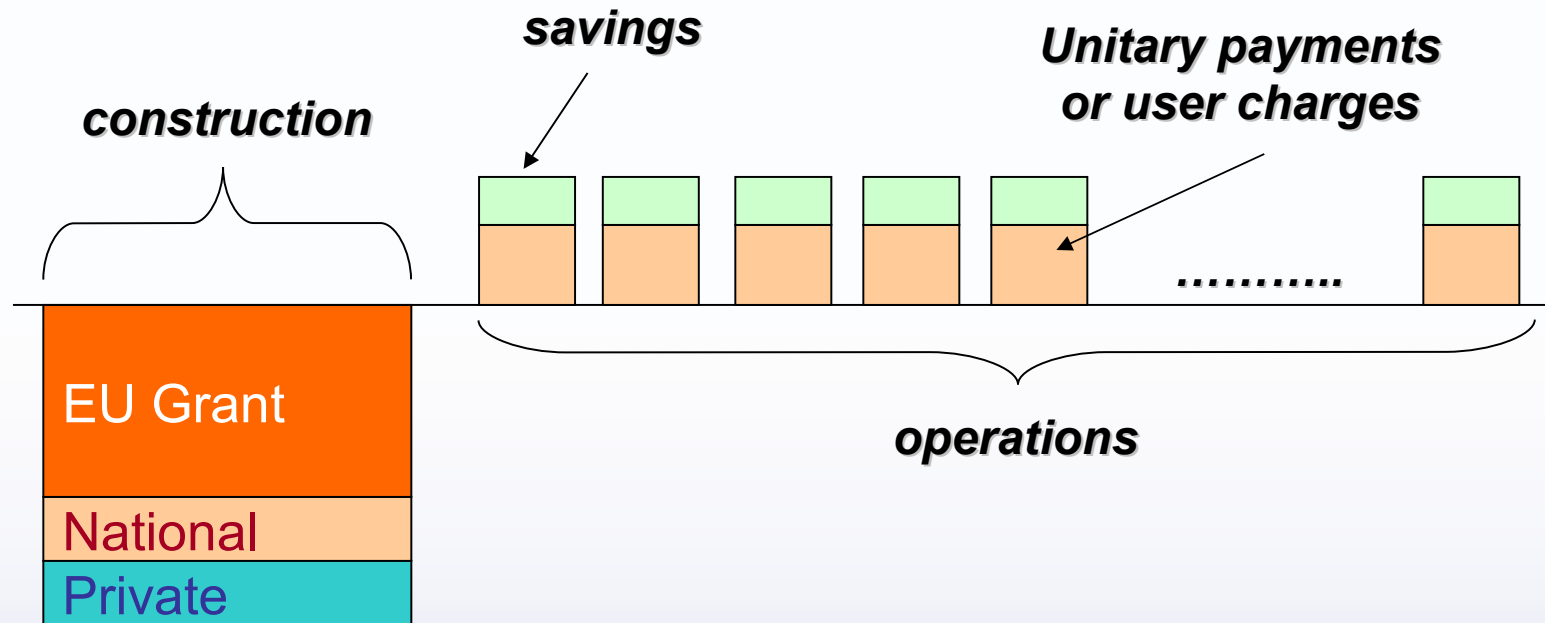 savings
Unitary payments
or user charges
construction
………..
EU Grant
operations
National
Private